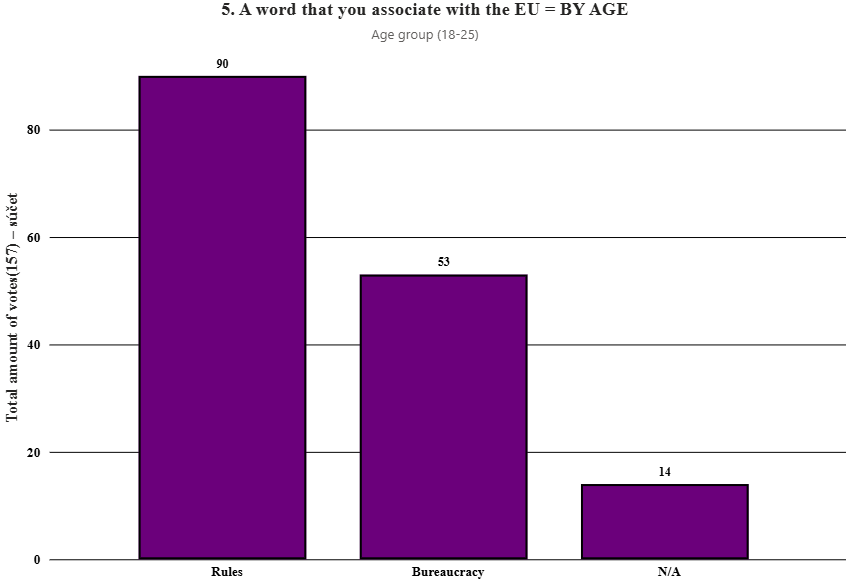 5. A word that you associate with the EU = BY AGE
Age group (18-25)
Total amount of votes(157) – súčet
90
80
60
53
40
20
14
0
Rules
Bureaucracy
N/A